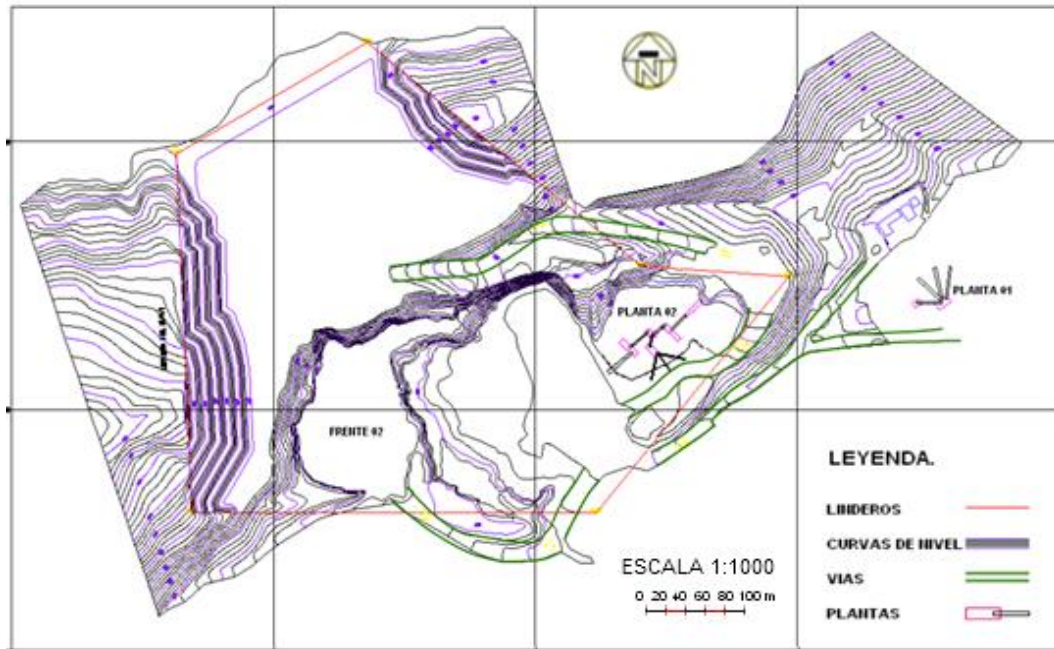 N
PLANTA 01
PLANTA 02
FRENTE 02
LEYENDA.
LINDEROS
CURVAS DE NIVEL
VIAS
PLANTAS
ESCALA 1:1000
0 20 40 60 80 100 m